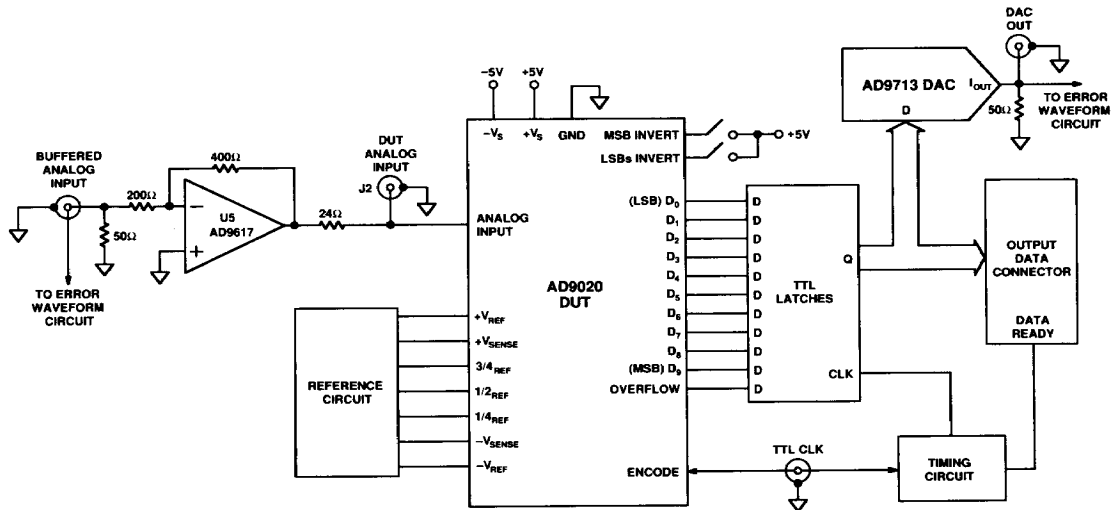 DAC
OUT
AD9713 DAC
IOUT
D
50Ω
TO ERROR
WAVEFORM
CIRCUIT
–5V
+5V
–VS
+VS
GND
MSB INVERT
LSBs INVERT
+5V
BUFFERED
ANALOG
INPUT
400Ω
200Ω
50Ω
U5
AD9617
–
+
24Ω
DUT
ANALOG
INPUT
J2
TO ERROR
WAVEFORM
CIRCUIT
ANALOG
INPUT
AD9020
DUT
(LSB) D0
D1
D2
D3
D4
D5
D6
D7
D8
(MSB) D9
OVERFLOW
D
D
D
D
D
D
D
D
D
D
D
TTL
LATCHES
Q
CLK
OUTPUT
DATA
CONNECTOR
DATA
READY
REFERENCE
CIRCUIT
+VREF
+VSENSE
3/4REF
1/2REF
1/4REF
–VSENSE
–VREF
ENCODE
TTL CLK
TIMING
CIRCUIT